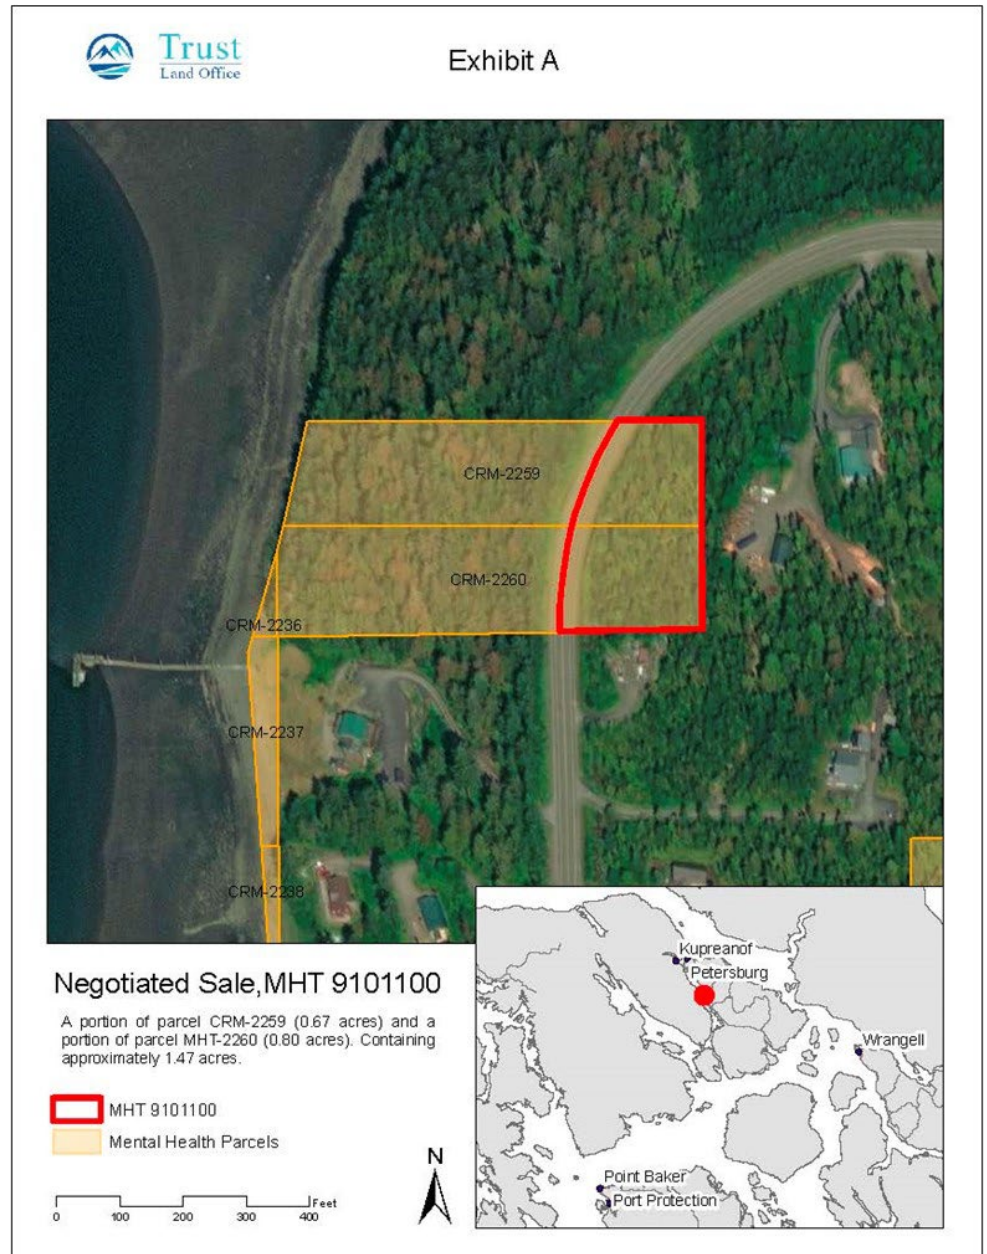 Trust
Land Office
Exhibit A
CRM-2259
CRM-2260
CRM-2236
CRM-2237
CRM-2238
Negotiated Sale,MHT 9101100
A portion of parcel CRM-2259 (0.67 acres) and a
portion of parcel MHT-2260 (0.80 acres). Containing
approximately 1.47 acres.
MHT 9101100
Mental Health Parcels
N
Feet
0 100 200 300 400
Kupreanof
Petersburg
Wrangell
Point Baker
Port Protection